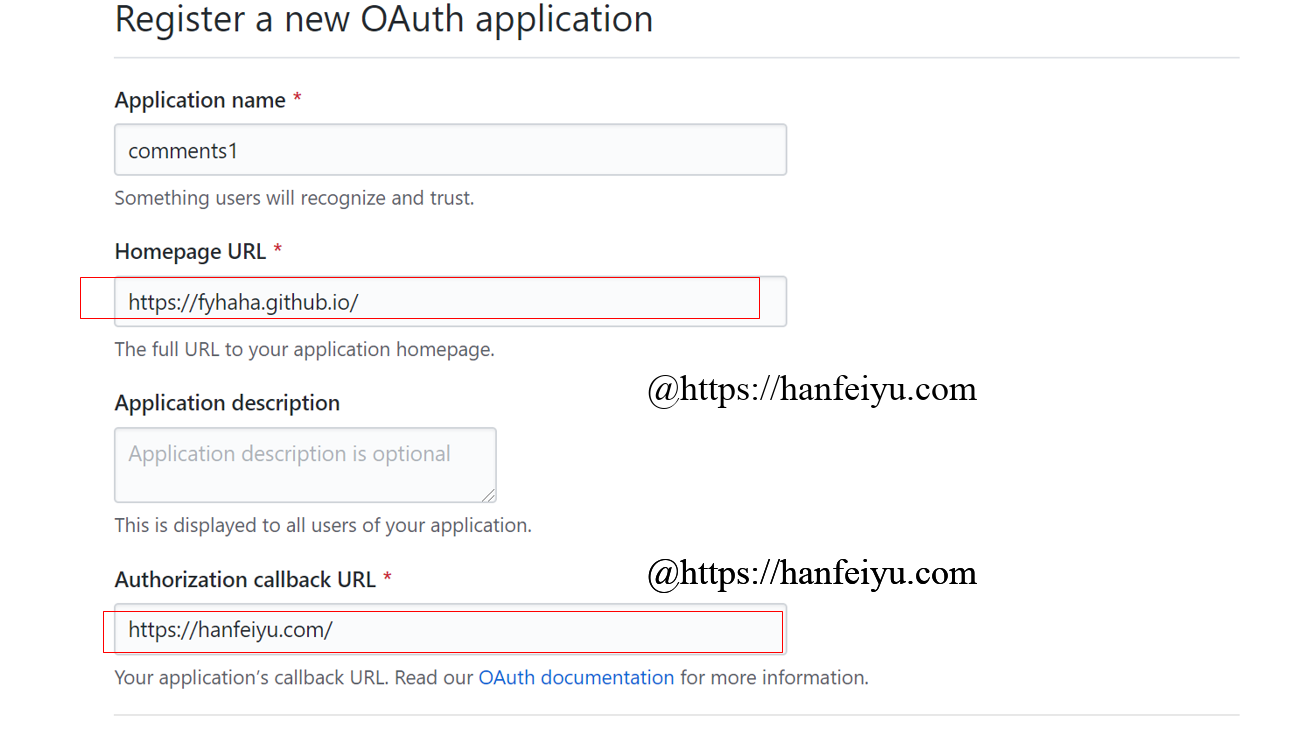 Register a new OAuth application
Application name *
comments1
Something users will recognize and trust.
Homepage URL *
https://fyhaha.github.io/
The full URL to your application homepage.
@https://hanfeiyu.com
Application description
Application description is optional
This is displayed to all users of your application.
@https://hanfeiyu.com
Authorization callback URL *
https://hanfeiyu.com/
Your application’s callback URL. Read our OAuth documentation for more information.